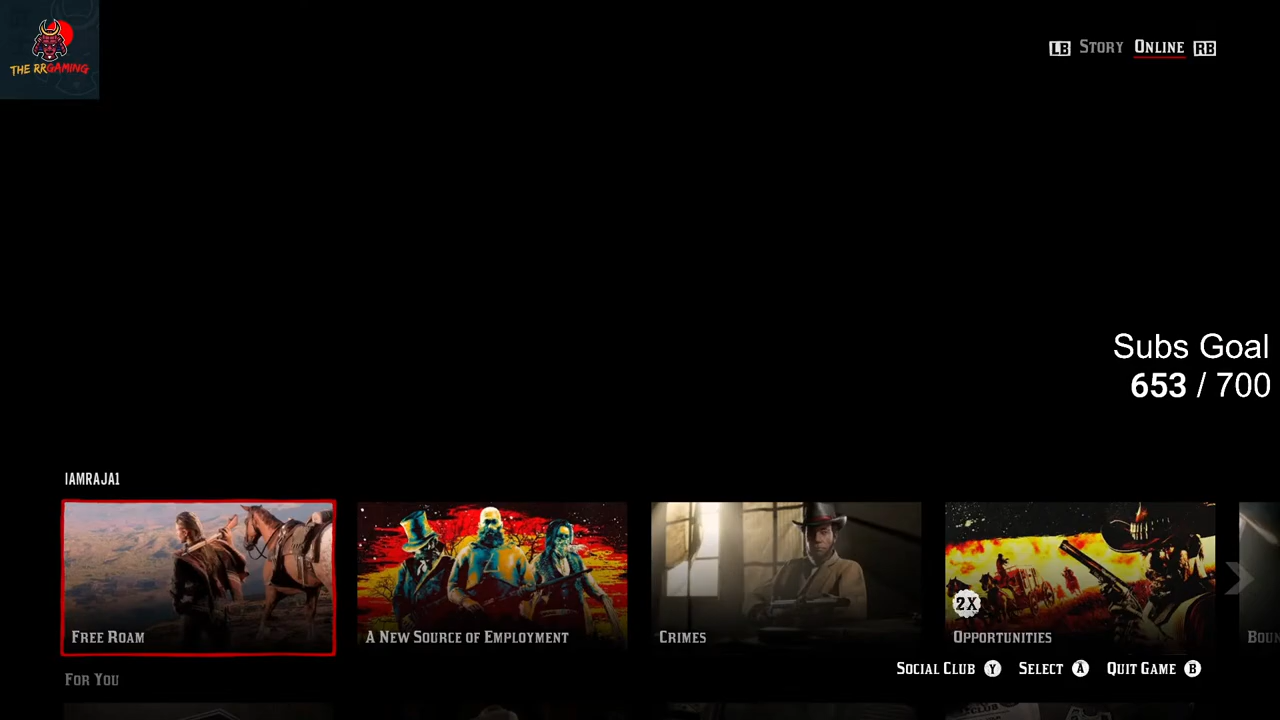 THE RRGAMING
LB STORY ONLINE RB
Subs Goal
653 / 700
IAMRAJA1
FREE ROAM
A NEW SOURCE OF EMPLOYMENT
CRIMES
2X
OPPORTUNITIES
BOUN
SOCIAL CLUB Y SELECT A QUIT GAME B
FOR YOU